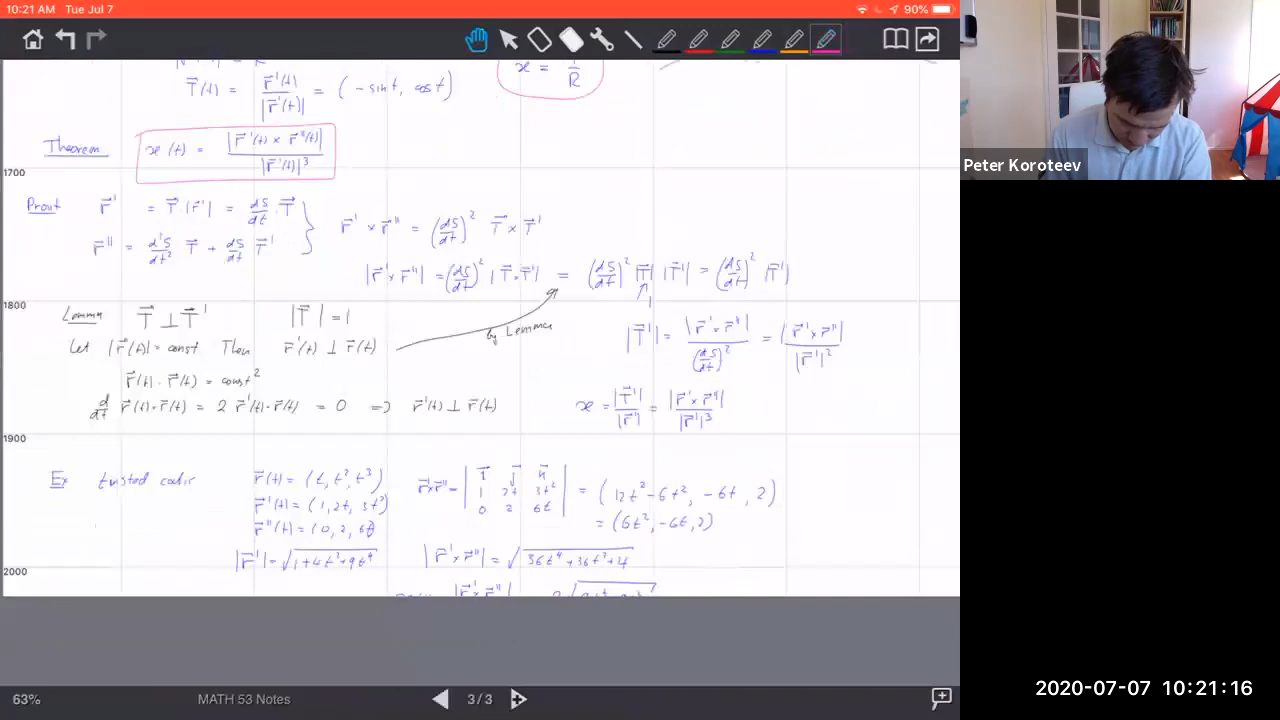 10:21 AM Tue Jul 7
90%
T⃗(t) = r⃗'(t) / |r⃗'(t)| = (-sin t, cos t)
æ = 1/R
Theorem æ(t) = |r⃗'(t) × r⃗''(t)| / |r⃗'(t)|³
1700
Proof r⃗' = T⃗ |r⃗'| = ds/dt · T⃗
r⃗'' = d²s/dt² T⃗ + ds/dt T⃗'
r⃗' × r⃗'' = (ds/dt)² T⃗ × T⃗'
|r⃗' × r⃗''| = (ds/dt)² |T⃗ × T⃗'| = (ds/dt)² |T⃗| |T⃗'| = (ds/dt)² |T⃗'|
1
1800
Lemma T⃗ ⊥ T⃗' |T⃗| = 1
by Lemma
Let |r⃗(t)| = const Then r⃗'(t) ⊥ r⃗(t)
|T⃗'| = |r⃗' × r⃗''| / (ds/dt)² = |r⃗' × r⃗''| / |r⃗'|²
r⃗(t) · r⃗(t) = const²
d/dt r⃗(t) · r⃗(t) = 2 r⃗'(t) · r⃗(t) = 0 => r⃗'(t) ⊥ r⃗(t)
æ = |T⃗'| / |r⃗'| = |r⃗' × r⃗''| / |r⃗'|³
1900
Ex twisted cubic r⃗(t) = (t, t², t³)
r⃗'(t) = (1, 2t, 3t²)
r⃗''(t) = (0, 2, 6t)
r⃗' × r⃗'' = | i⃗ j⃗ k⃗ |
1 2t 3t²
0 2 6t
= (12t² - 6t², -6t, 2)
= (6t², -6t, 2)
|r⃗'| = √(1 + 4t² + 9t⁴)
|r⃗' × r⃗''| = √(36t⁴ + 36t² + 4)
2000
63%
MATH 53 Notes
3/3
Peter Koroteev
2020-07-07 10:21:16